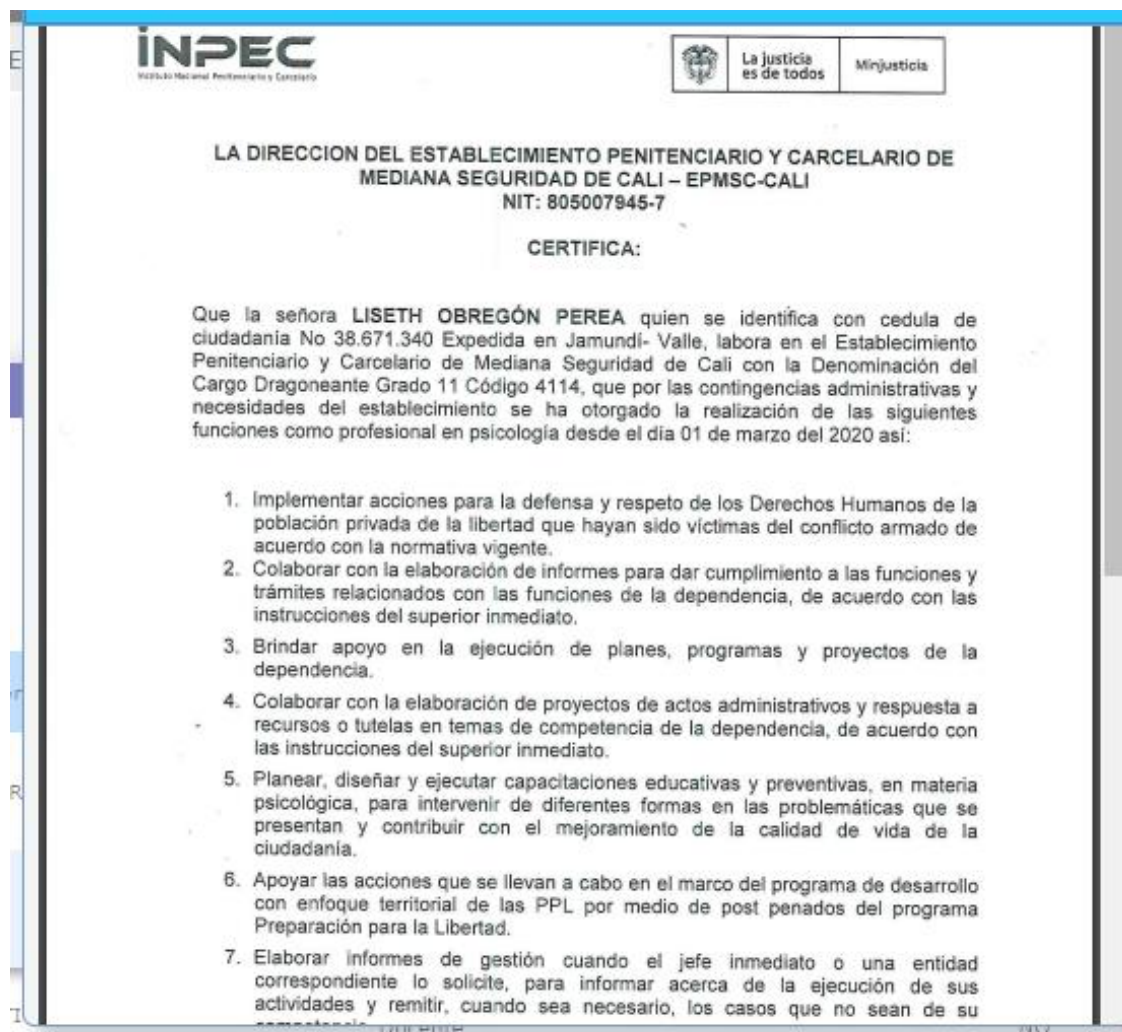 INPEC
Instituto Nacional Penitenciario y Carcelario
La justicia
es de todos
Minjusticia
LA DIRECCION DEL ESTABLECIMIENTO PENITENCIARIO Y CARCELARIO DE
MEDIANA SEGURIDAD DE CALI – EPMSC-CALI
NIT: 805007945-7
CERTIFICA:
Que la señora LISETH OBREGÓN PEREA quien se identifica con cedula de
ciudadanía No 38.671.340 Expedida en Jamundí- Valle, labora en el Establecimiento
Penitenciario y Carcelario de Mediana Seguridad de Cali con la Denominación del
Cargo Dragoneante Grado 11 Código 4114, que por las contingencias administrativas y
necesidades del establecimiento se ha otorgado la realización de las siguientes
funciones como profesional en psicología desde el día 01 de marzo del 2020 así:
1. Implementar acciones para la defensa y respeto de los Derechos Humanos de la
población privada de la libertad que hayan sido víctimas del conflicto armado de
acuerdo con la normativa vigente.
2. Colaborar con la elaboración de informes para dar cumplimiento a las funciones y
trámites relacionados con las funciones de la dependencia, de acuerdo con las
instrucciones del superior inmediato.
3. Brindar apoyo en la ejecución de planes, programas y proyectos de la
dependencia.
4. Colaborar con la elaboración de proyectos de actos administrativos y respuesta a
recursos o tutelas en temas de competencia de la dependencia, de acuerdo con
las instrucciones del superior inmediato.
5. Planear, diseñar y ejecutar capacitaciones educativas y preventivas, en materia
psicológica, para intervenir de diferentes formas en las problemáticas que se
presentan y contribuir con el mejoramiento de la calidad de vida de la
ciudadanía.
6. Apoyar las acciones que se llevan a cabo en el marco del programa de desarrollo
con enfoque territorial de las PPL por medio de post penados del programa
Preparación para la Libertad.
7. Elaborar informes de gestión cuando el jefe inmediato o una entidad
correspondiente lo solicite, para informar acerca de la ejecución de sus
actividades y remitir, cuando sea necesario, los casos que no sean de su